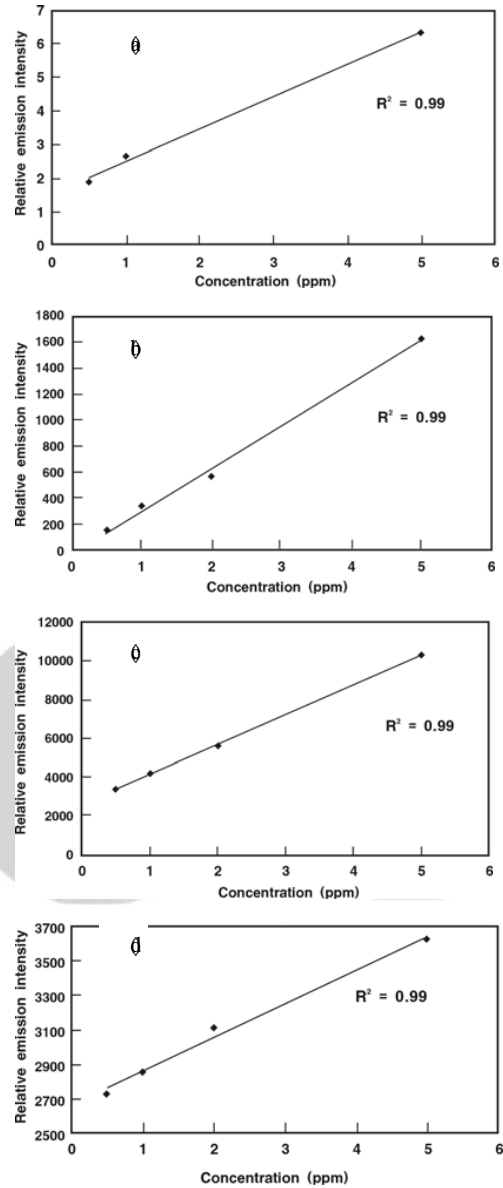 7
6
5
4
3
2
1
0
Relative emission intensity
a
R² = 0.99
0 1 2 3 4 5 6
Concentration (ppm)
1800
1600
1400
1200
1000
800
600
400
200
0
Relative emission intensity
b
R² = 0.99
0 1 2 3 4 5 6
Concentration (ppm)
12000
10000
8000
6000
4000
2000
0
Relative emission intensity
c
R² = 0.99
0 1 2 3 4 5 6
Concentration (ppm)
3700
3500
3300
3100
2900
2700
2500
Relative emission intensity
d
R² = 0.99
0 1 2 3 4 5 6
Concentration (ppm)